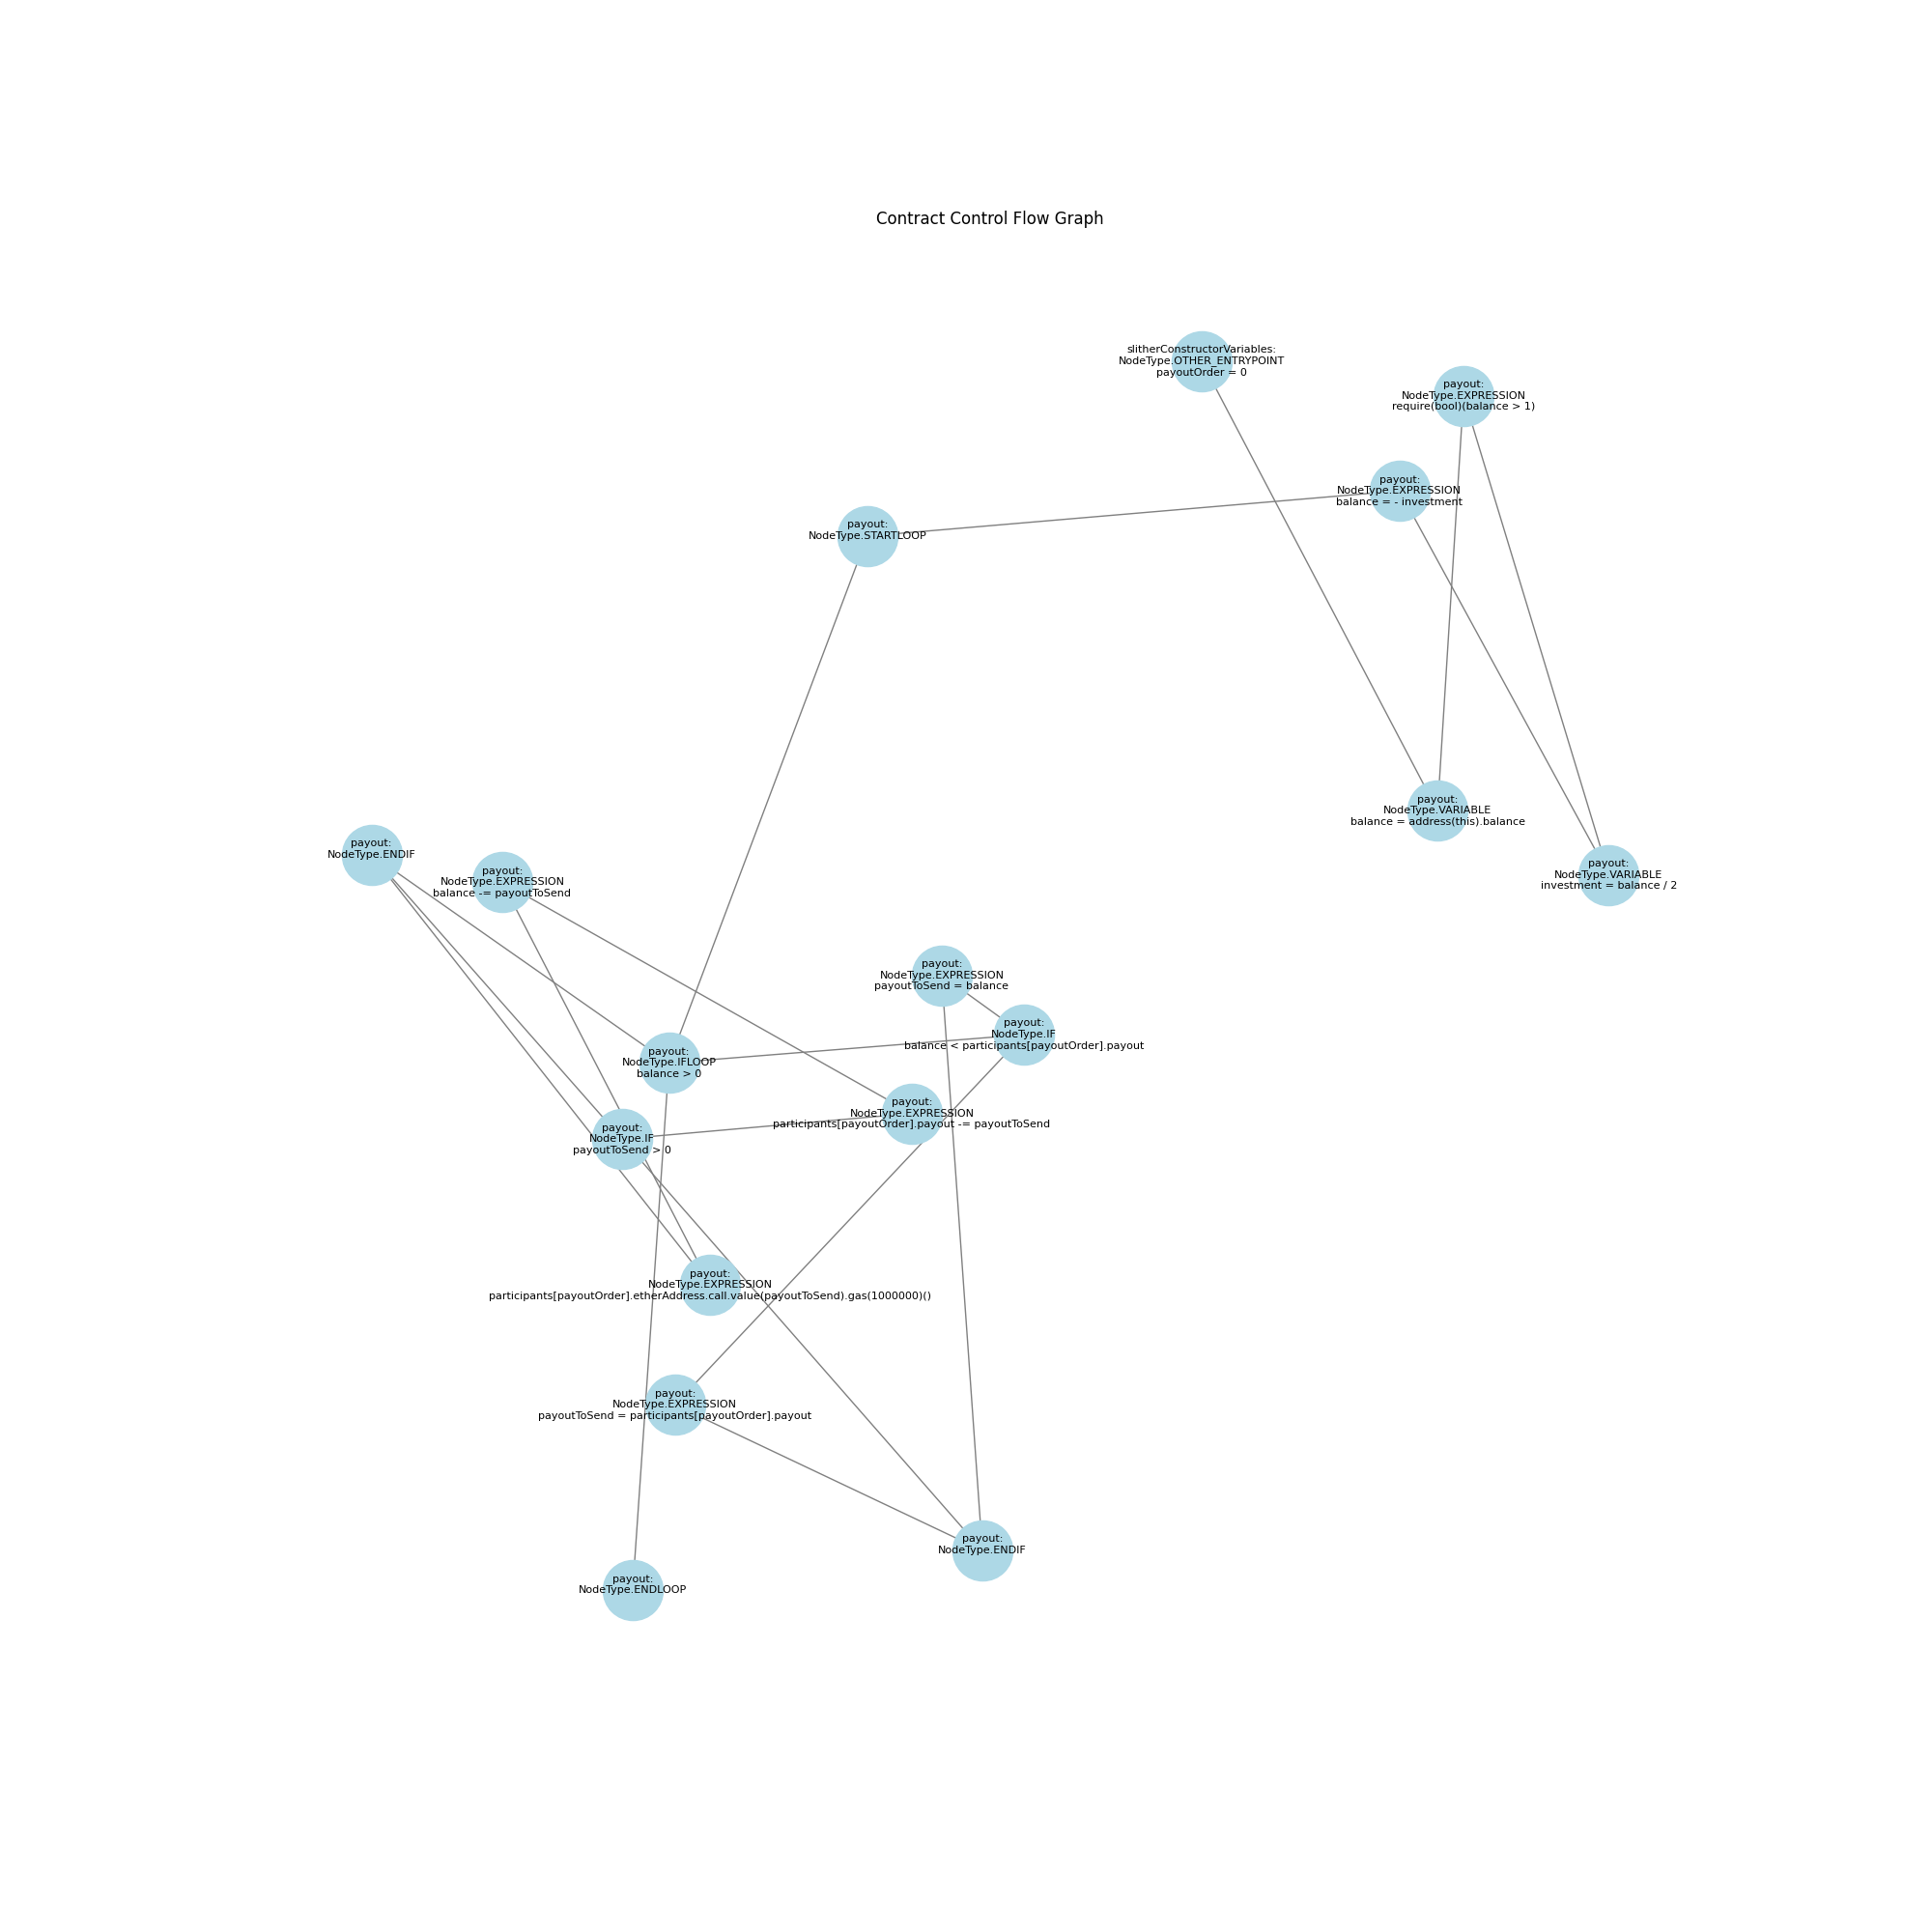 Contract Control Flow Graph
slitherConstructorVariables:
NodeType.OTHER_ENTRYPOINT
payoutOrder = 0
payout:
NodeType.EXPRESSION
require(bool)(balance > 1)
payout:
NodeType.EXPRESSION
balance = - investment
payout:
NodeType.STARTLOOP
payout:
NodeType.VARIABLE
balance = address(this).balance
payout:
NodeType.ENDIF
payout:
NodeType.EXPRESSION
balance -= payoutToSend
payout:
NodeType.VARIABLE
investment = balance / 2
payout:
NodeType.EXPRESSION
payoutToSend = balance
payout:
NodeType.IF
balance < participants[payoutOrder].payout
payout:
NodeType.IFLOOP
balance > 0
payout:
NodeType.EXPRESSION
participants[payoutOrder].payout -= payoutToSend
payout:
NodeType.IF
payoutToSend > 0
payout:
NodeType.EXPRESSION
participants[payoutOrder].etherAddress.call.value(payoutToSend).gas(1000000)()
payout:
NodeType.EXPRESSION
payoutToSend = participants[payoutOrder].payout
payout:
NodeType.ENDIF
payout:
NodeType.ENDLOOP